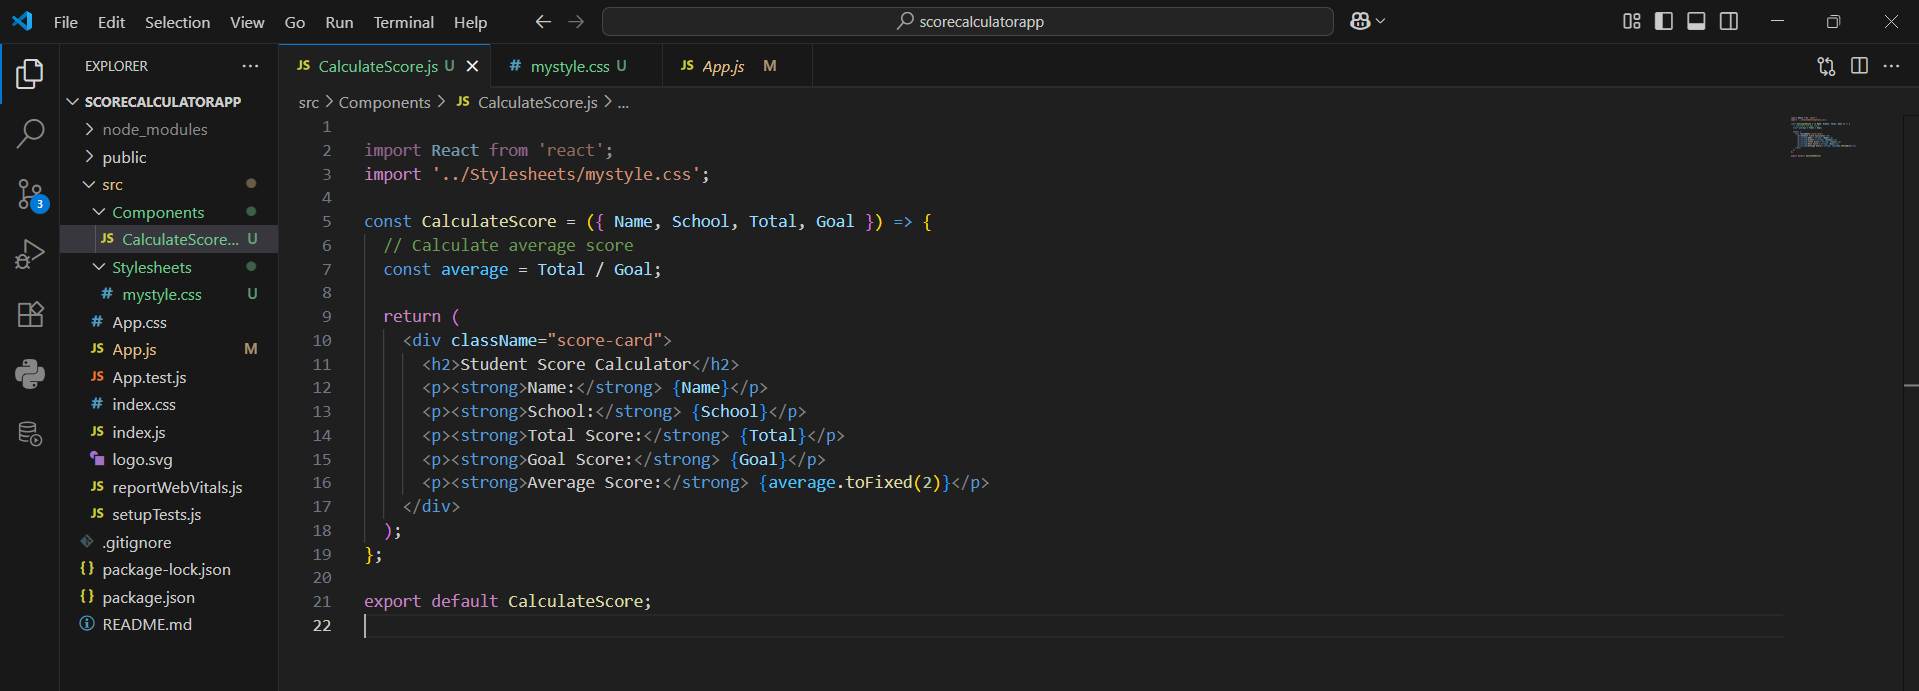 File Edit Selection View Go Run Terminal Help scorecalculatorapp
EXPLORER
SCORECALCULATORAPP
node_modules
public
src
Components
JS CalculateScore... U
Stylesheets
# mystyle.css U
# App.css
JS App.js M
JS App.test.js
# index.css
JS index.js
logo.svg
JS reportWebVitals.js
JS setupTests.js
.gitignore
{} package-lock.json
{} package.json
README.md
3
JS CalculateScore.js U # mystyle.css U JS App.js M
src > Components > JS CalculateScore.js > ...
1
2 import React from 'react';
3 import '../Stylesheets/mystyle.css';
4
5 const CalculateScore = ({ Name, School, Total, Goal }) => {
6 // Calculate average score
7 const average = Total / Goal;
8
9 return (
10 <div className="score-card">
11 <h2>Student Score Calculator</h2>
12 <p><strong>Name:</strong> {Name}</p>
13 <p><strong>School:</strong> {School}</p>
14 <p><strong>Total Score:</strong> {Total}</p>
15 <p><strong>Goal Score:</strong> {Goal}</p>
16 <p><strong>Average Score:</strong> {average.toFixed(2)}</p>
17 </div>
18 );
19 };
20
21 export default CalculateScore;
22